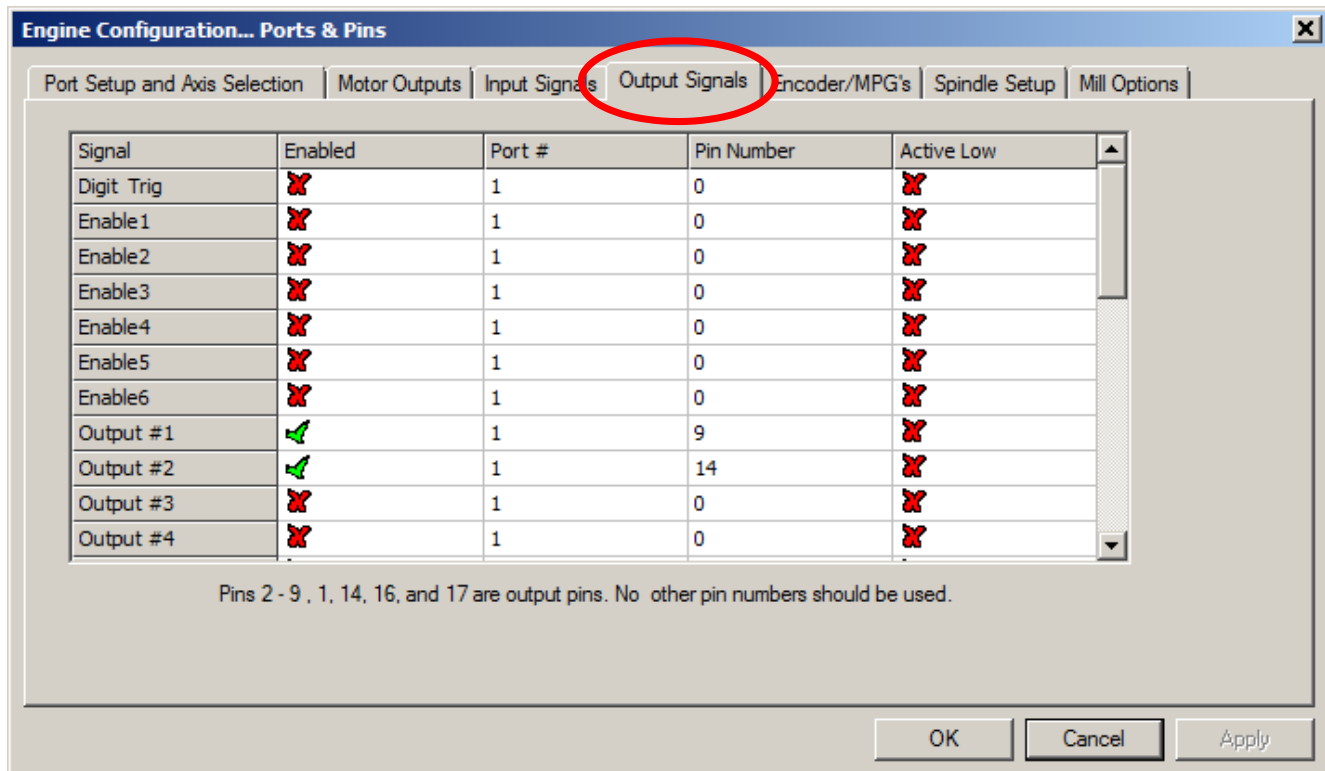 Engine Configuration... Ports & Pins
Port Setup and Axis Selection Motor Outputs Input Signals Output Signals Encoder/MPG's Spindle Setup Mill Options
Signal Enabled Port # Pin Number Active Low
Digit Trig 1 0
Enable1 1 0
Enable2 1 0
Enable3 1 0
Enable4 1 0
Enable5 1 0
Enable6 1 0
Output #1 1 9
Output #2 1 14
Output #3 1 0
Output #4 1 0
Pins 2 - 9 , 1, 14, 16, and 17 are output pins. No other pin numbers should be used.
OK Cancel Apply